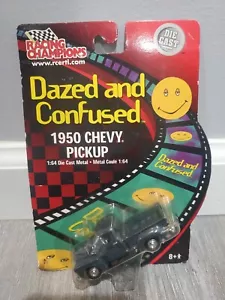 RACING
CHAMPIONS
www.rcertl.com
DIE
CAST
Dazed and
Confused
1950 CHEVY
PICKUP
1:64 Die Cast Metal • Métal Coulé 1:64
Dazed and
Confused
8+